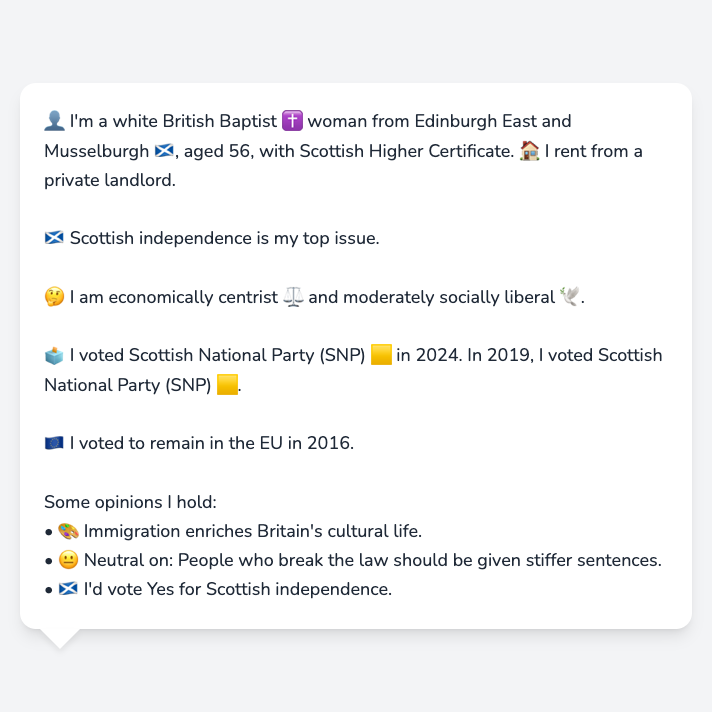 👤 I'm a white British Baptist ✝️ woman from Edinburgh East and
Musselburgh 🏴󠁧󠁢󠁳󠁣󠁴󠁿, aged 56, with Scottish Higher Certificate. 🏠 I rent from a
private landlord.
🏴󠁧󠁢󠁳󠁣󠁴󠁿 Scottish independence is my top issue.
🤔 I am economically centrist ⚖️ and moderately socially liberal 🕊️.
🗳️ I voted Scottish National Party (SNP) 🟨 in 2024. In 2019, I voted Scottish
National Party (SNP) 🟨.
🇪🇺 I voted to remain in the EU in 2016.
Some opinions I hold:
• 🎨 Immigration enriches Britain's cultural life.
• 😐 Neutral on: People who break the law should be given stiffer sentences.
• 🏴󠁧󠁢󠁳󠁣󠁴󠁿 I'd vote Yes for Scottish independence.